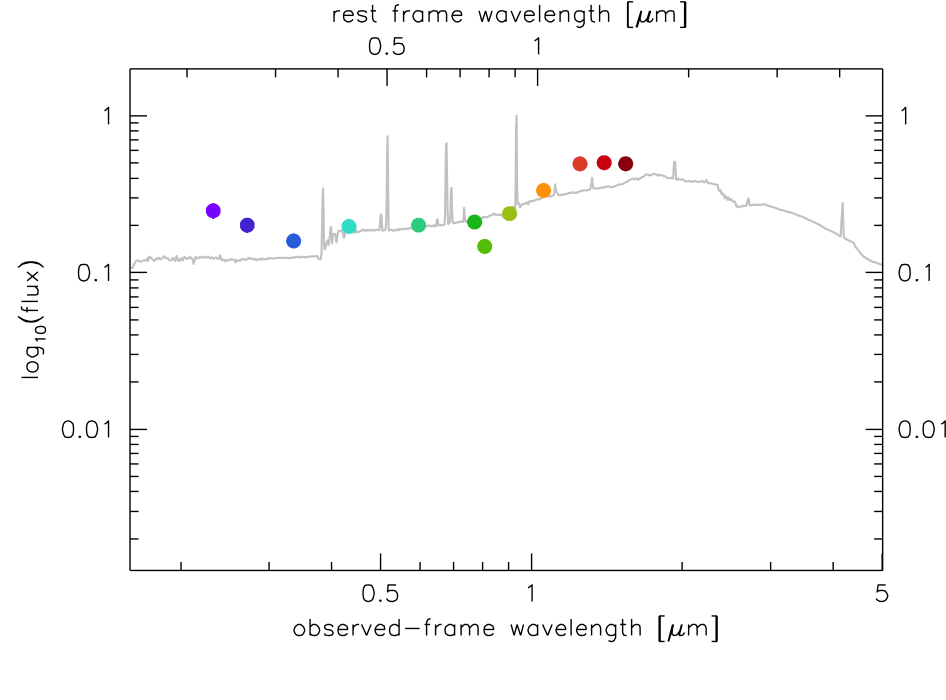 rest frame wavelength [μm]
0.5 1
1 1
0.1 0.1
0.01 0.01
log10(flux)
0.5 1 5
observed-frame wavelength [μm]